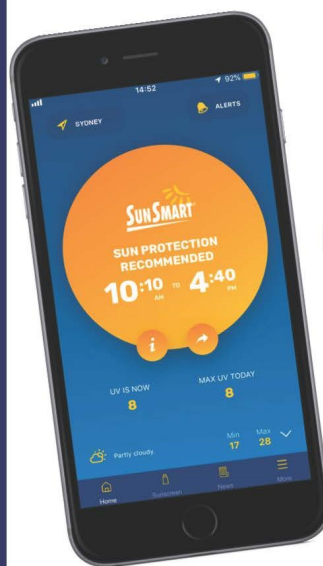 14:52
92%
SYDNEY
ALERTS
SUNSMART
SUN PROTECTION
RECOMMENDED
10:10 AM TO 4:40 PM
i
UV IS NOW
8
MAX UV TODAY
8
Partly cloudy
Min
17
Max
28
Home
Sunscreen
News
More